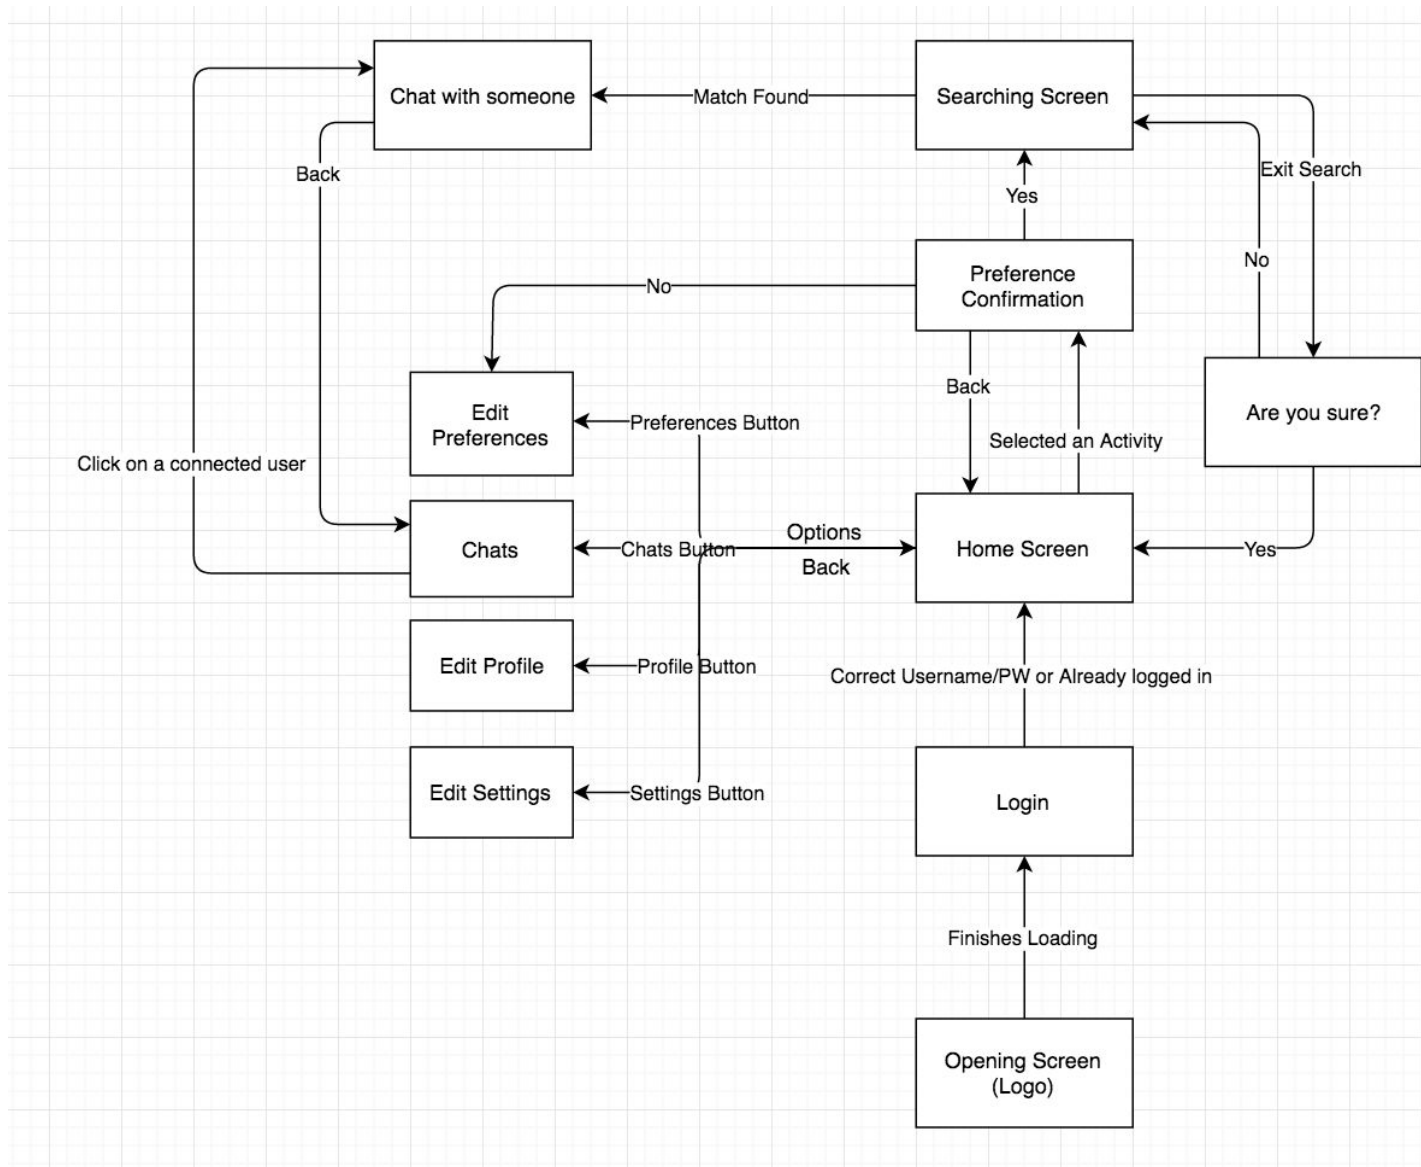 Chat with someone
Match Found
Searching Screen
Back
Exit Search
Yes
No
Preference
Confirmation
No
Edit
Preferences
Preferences Button
Back
Selected an Activity
Are you sure?
Click on a connected user
Chats
Chats Button
Options
Back
Home Screen
Yes
Edit Profile
Profile Button
Correct Username/PW or Already logged in
Edit Settings
Settings Button
Login
Finishes Loading
Opening Screen
(Logo)